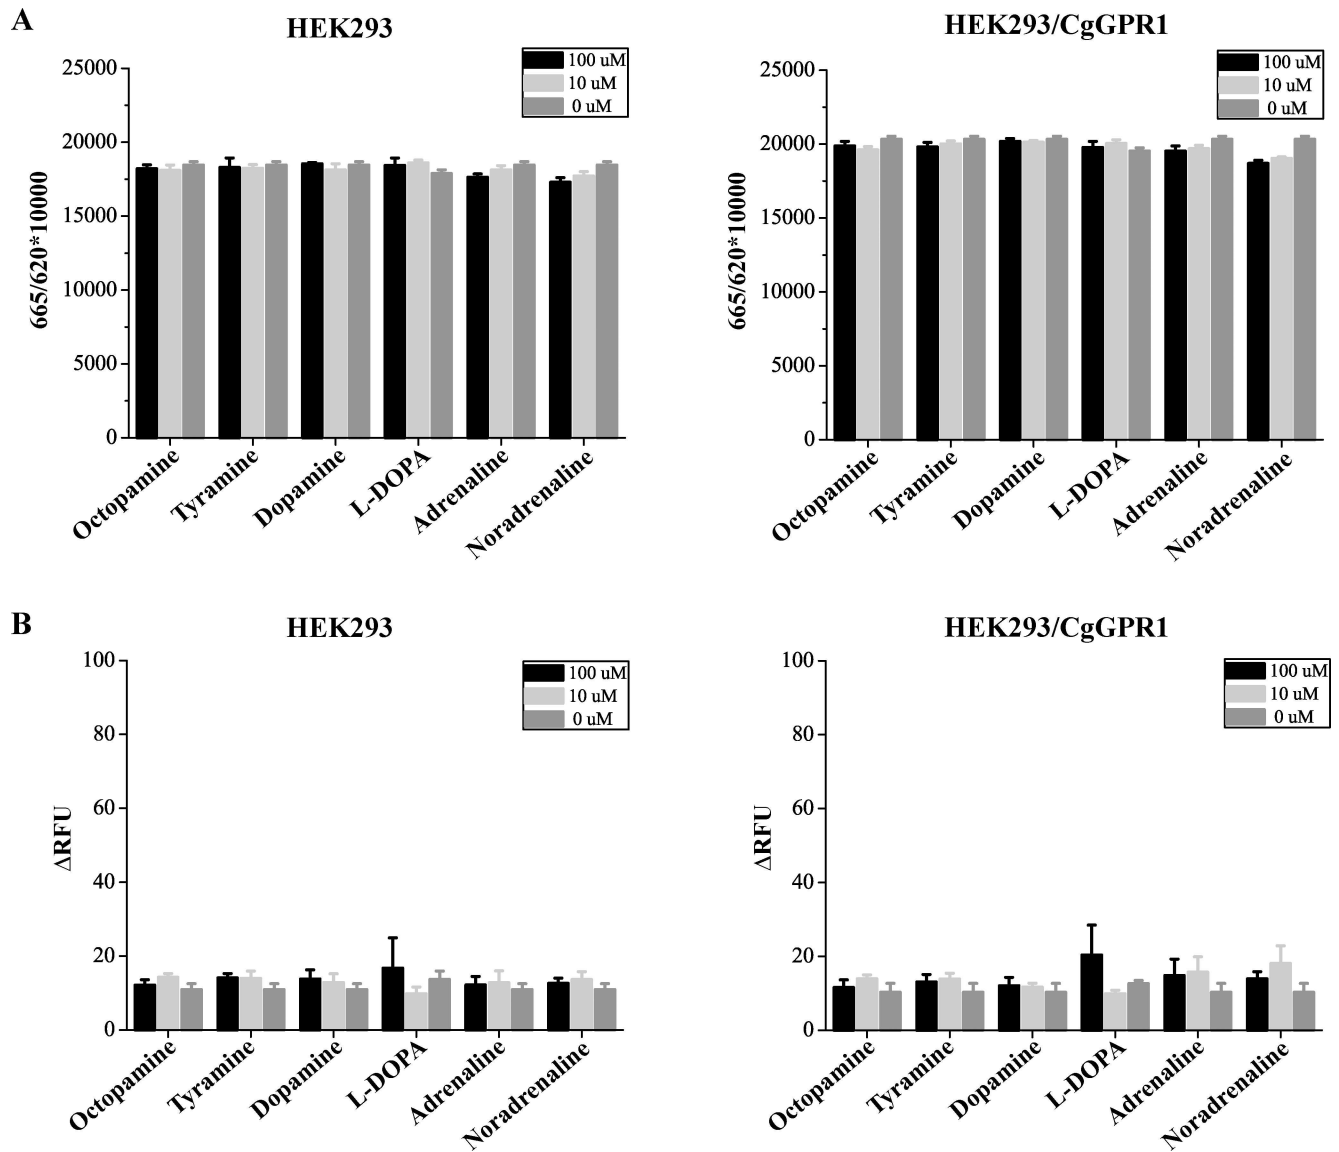 A
HEK293
100 uM
10 uM
0 uM
25000
20000
15000
10000
5000
0
665/620*10000
Octopamine
Tyramine
Dopamine
L-DOPA
Adrenaline
Noradrenaline
HEK293/CgGPR1
100 uM
10 uM
0 uM
25000
20000
15000
10000
5000
0
665/620*10000
Octopamine
Tyramine
Dopamine
L-DOPA
Adrenaline
Noradrenaline
B
HEK293
100 uM
10 uM
0 uM
100
80
60
40
20
0
ΔRFU
Octopamine
Tyramine
Dopamine
L-DOPA
Adrenaline
Noradrenaline
HEK293/CgGPR1
100 uM
10 uM
0 uM
100
80
60
40
20
0
ΔRFU
Octopamine
Tyramine
Dopamine
L-DOPA
Adrenaline
Noradrenaline